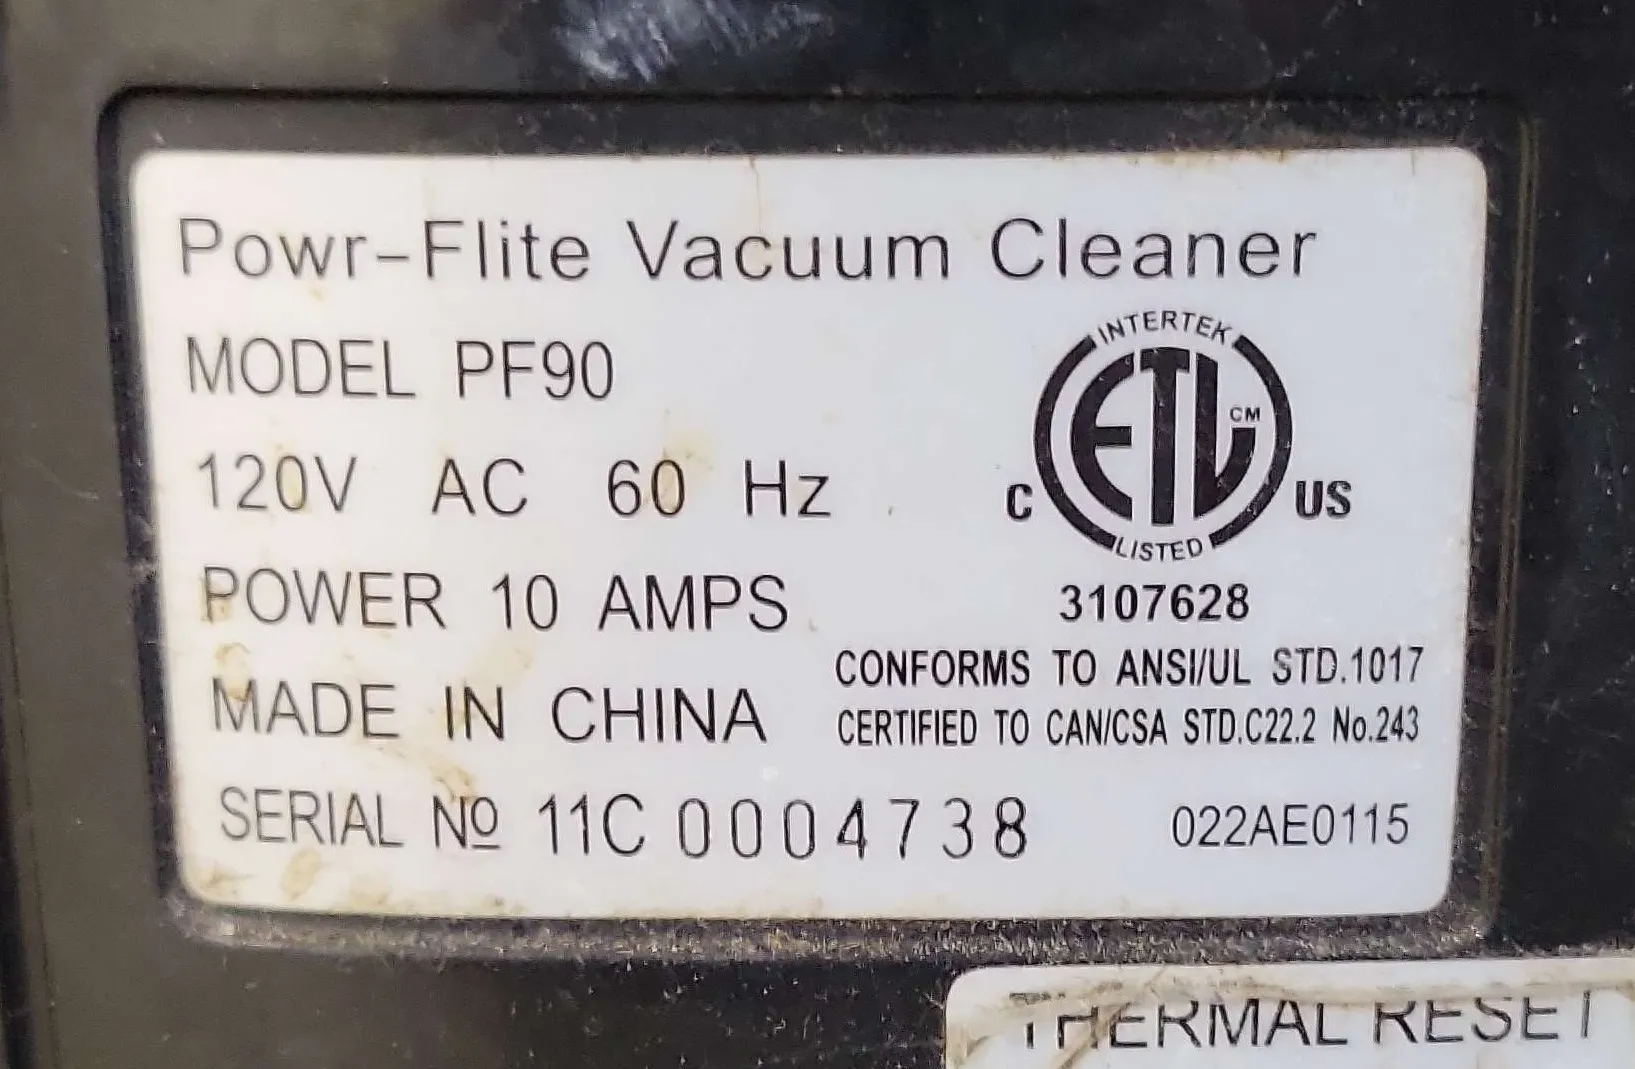 Powr-Flite Vacuum Cleaner
MODEL PF90
120V AC 60 Hz
POWER 10 AMPS
MADE IN CHINA
SERIAL Nº 11C 0004738
INTERTEK
ETL CM
C US
LISTED
3107628
CONFORMS TO ANSI/UL STD.1017
CERTIFIED TO CAN/CSA STD.C22.2 No.243
022AE0115
THERMAL RESET